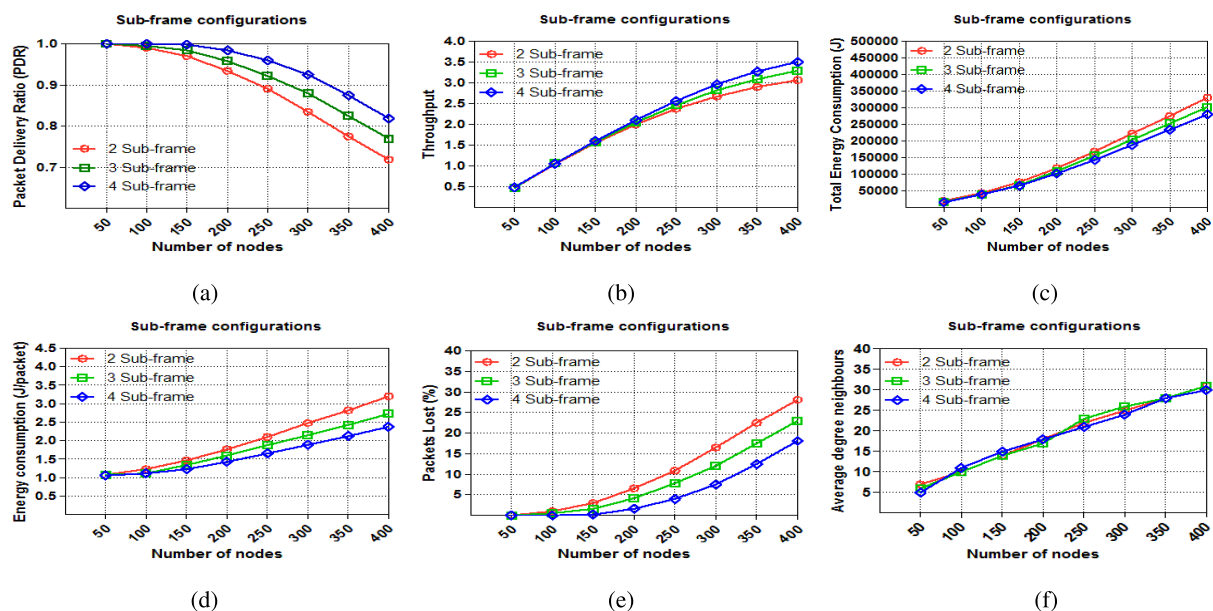 Sub-frame configurations
Packet Delivery Ratio (PDR)
1.0
0.9
0.8
0.7
2 Sub-frame
3 Sub-frame
4 Sub-frame
50 100 150 200 250 300 350 400
Number of nodes
(a)
Sub-frame configurations
Throughput
4.0
3.5
3.0
2.5
2.0
1.5
1.0
0.5
2 Sub-frame
3 Sub-frame
4 Sub-frame
50 100 150 200 250 300 350 400
Number of nodes
(b)
Sub-frame configurations
Total Energy Consumption (J)
500000
450000
400000
350000
300000
250000
200000
150000
100000
50000
2 Sub-frame
3 Sub-frame
4 Sub-frame
50 100 150 200 250 300 350 400
Number of nodes
(c)
Sub-frame configurations
Energy consumption (J/packet)
4.5
4.0
3.5
3.0
2.5
2.0
1.5
1.0
0.5
2 Sub-frame
3 Sub-frame
4 Sub-frame
50 100 150 200 250 300 350 400
Number of nodes
(d)
Sub-frame configurations
Packets Lost (%)
40
35
30
25
20
15
10
5
2 Sub-frame
3 Sub-frame
4 Sub-frame
50 100 150 200 250 300 350 400
Number of nodes
(e)
Sub-frame configurations
Average degree neighbours
40
35
30
25
20
15
10
5
2 Sub-frame
3 Sub-frame
4 Sub-frame
50 100 150 200 250 300 350 400
Number of nodes
(f)